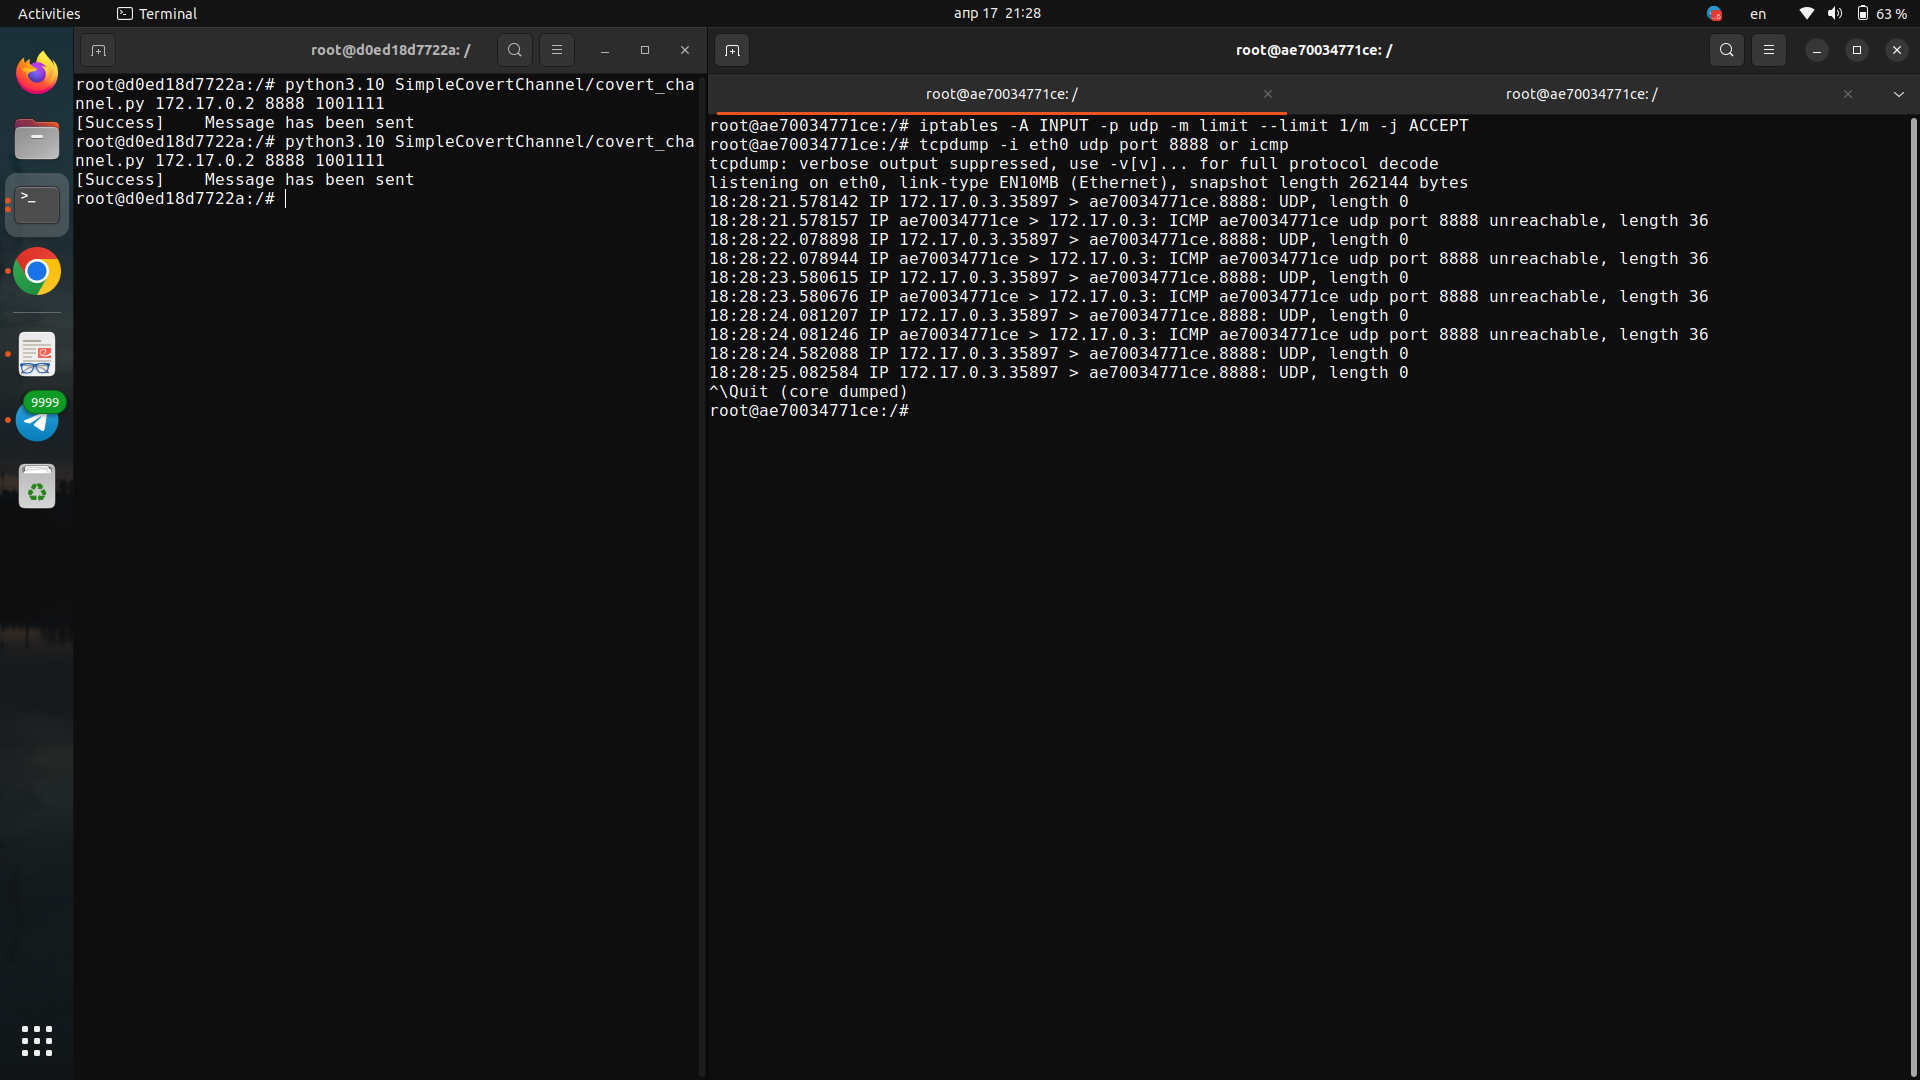 Activities
Terminal
апр 17 21:28
en
63 %
root@d0ed18d7722a: /
root@d0ed18d7722a:/# python3.10 SimpleCovertChannel/covert_cha
nnel.py 172.17.0.2 8888 1001111
[Success]    Message has been sent
root@d0ed18d7722a:/# python3.10 SimpleCovertChannel/covert_cha
nnel.py 172.17.0.2 8888 1001111
[Success]    Message has been sent
root@d0ed18d7722a:/#
root@ae70034771ce: /
root@ae70034771ce: /
root@ae70034771ce: /
root@ae70034771ce:/# iptables -A INPUT -p udp -m limit --limit 1/m -j ACCEPT
root@ae70034771ce:/# tcpdump -i eth0 udp port 8888 or icmp
tcpdump: verbose output suppressed, use -v[v]... for full protocol decode
listening on eth0, link-type EN10MB (Ethernet), snapshot length 262144 bytes
18:28:21.578142 IP 172.17.0.3.35897 > ae70034771ce.8888: UDP, length 0
18:28:21.578157 IP ae70034771ce > 172.17.0.3: ICMP ae70034771ce udp port 8888 unreachable, length 36
18:28:22.078898 IP 172.17.0.3.35897 > ae70034771ce.8888: UDP, length 0
18:28:22.078944 IP ae70034771ce > 172.17.0.3: ICMP ae70034771ce udp port 8888 unreachable, length 36
18:28:23.580615 IP 172.17.0.3.35897 > ae70034771ce.8888: UDP, length 0
18:28:23.580676 IP ae70034771ce > 172.17.0.3: ICMP ae70034771ce udp port 8888 unreachable, length 36
18:28:24.081207 IP 172.17.0.3.35897 > ae70034771ce.8888: UDP, length 0
18:28:24.081246 IP ae70034771ce > 172.17.0.3: ICMP ae70034771ce udp port 8888 unreachable, length 36
18:28:24.582088 IP 172.17.0.3.35897 > ae70034771ce.8888: UDP, length 0
18:28:25.082584 IP 172.17.0.3.35897 > ae70034771ce.8888: UDP, length 0
^\Quit (core dumped)
root@ae70034771ce:/#
9999